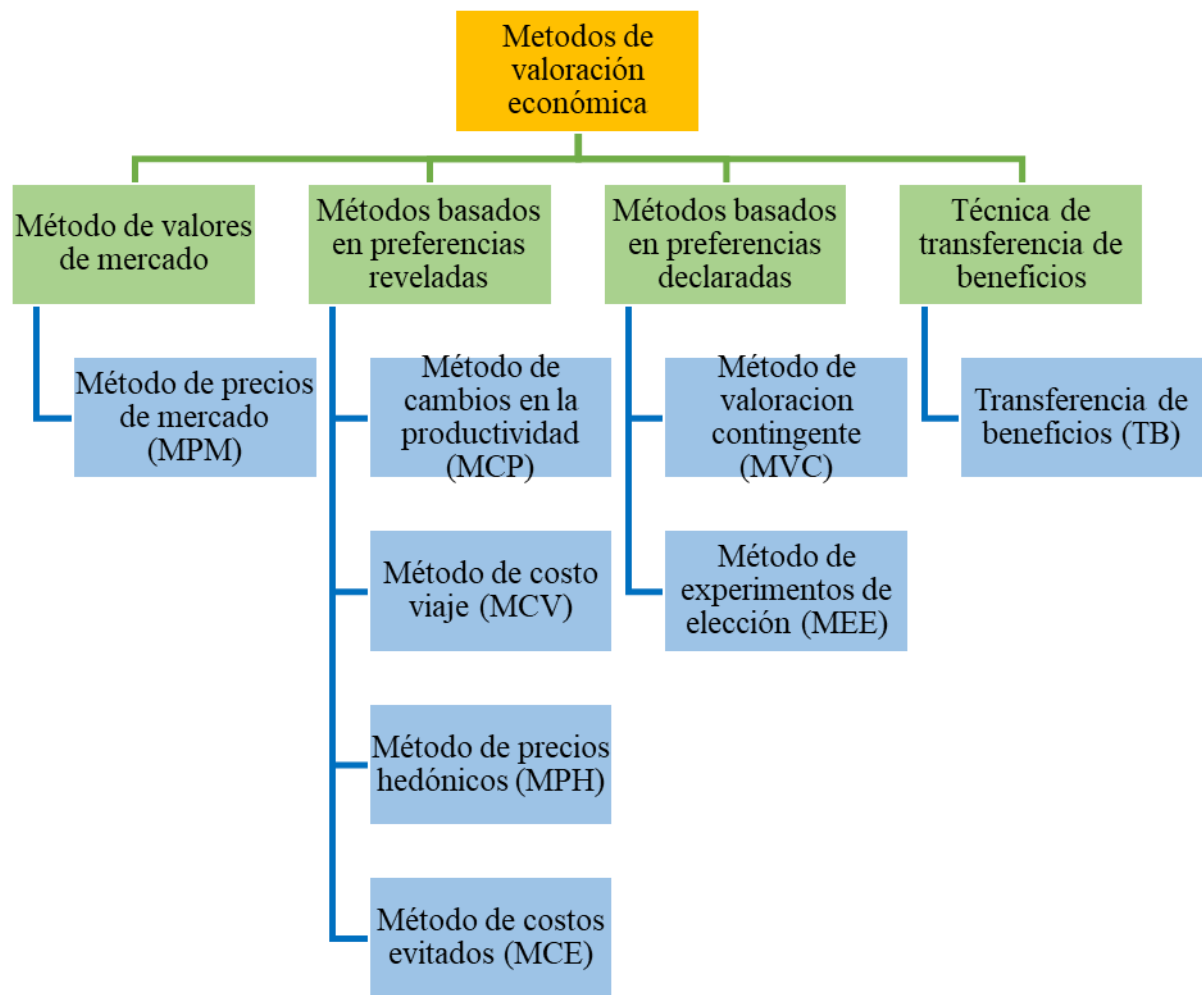 Metodos de
valoración
económica
Método de valores
de mercado
Métodos basados
en preferencias
reveladas
Métodos basados
en preferencias
declaradas
Técnica de
transferencia de
beneficios
Método de precios
de mercado
(MPM)
Método de
cambios en la
productividad
(MCP)
Método de
valoracion
contingente
(MVC)
Transferencia de
beneficios (TB)
Método de costo
viaje (MCV)
Método de
experimentos de
elección (MEE)
Método de precios
hedónicos (MPH)
Método de costos
evitados (MCE)